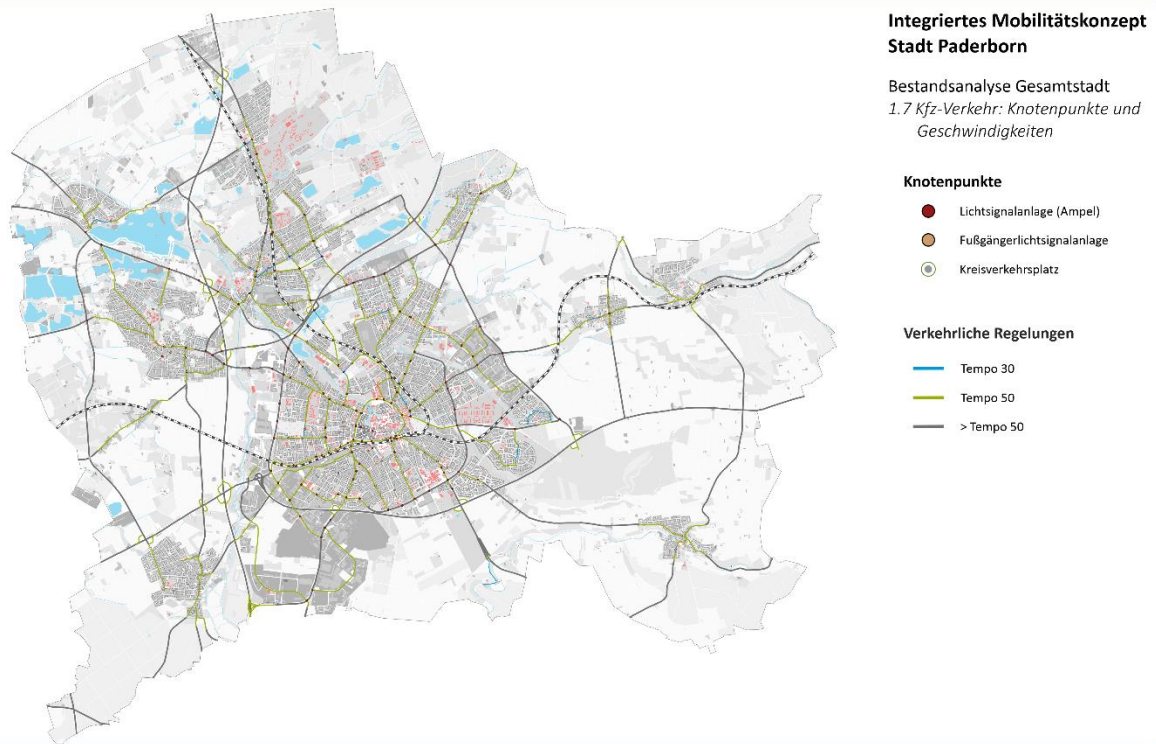 Integriertes Mobilitätskonzept
Stadt Paderborn
Bestandsanalyse Gesamtstadt
1.7 Kfz-Verkehr: Knotenpunkte und
Geschwindigkeiten
Knotenpunkte
Lichtsignalanlage (Ampel)
Fußgängerlichtsignalanlage
Kreisverkehrsplatz
Verkehrliche Regelungen
Tempo 30
Tempo 50
> Tempo 50